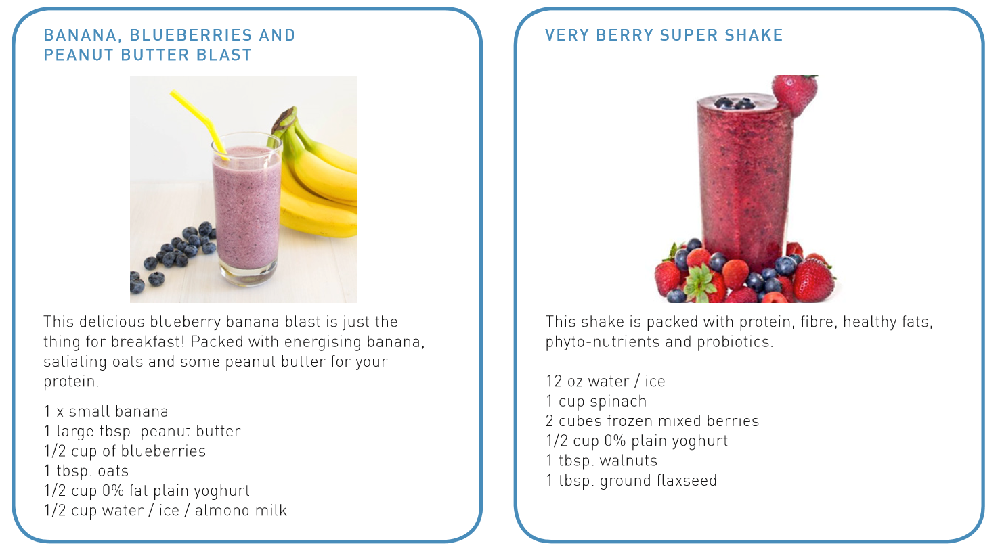 BANANA, BLUEBERRIES AND
PEANUT BUTTER BLAST
This delicious blueberry banana blast is just the
thing for breakfast! Packed with energising banana,
satiating oats and some peanut butter for your
protein.
1 x small banana
1 large tbsp. peanut butter
1/2 cup of blueberries
1 tbsp. oats
1/2 cup 0% fat plain yoghurt
1/2 cup water / ice / almond milk
VERY BERRY SUPER SHAKE
This shake is packed with protein, fibre, healthy fats,
phyto-nutrients and probiotics.
12 oz water / ice
1 cup spinach
2 cubes frozen mixed berries
1/2 cup 0% plain yoghurt
1 tbsp. walnuts
1 tbsp. ground flaxseed